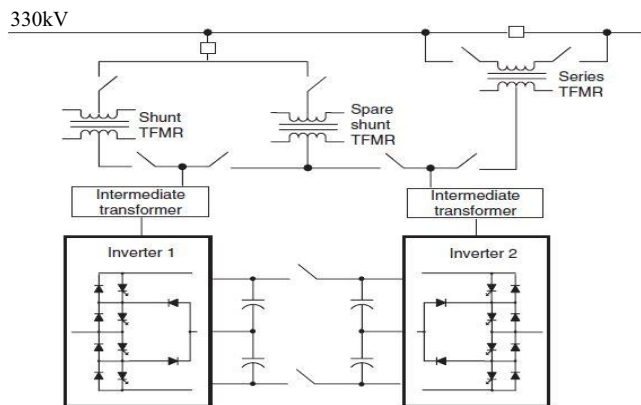 330kV
Shunt
TFMR
Spare
shunt
TFMR
Series
TFMR
Intermediate
transformer
Intermediate
transformer
Inverter 1
Inverter 2